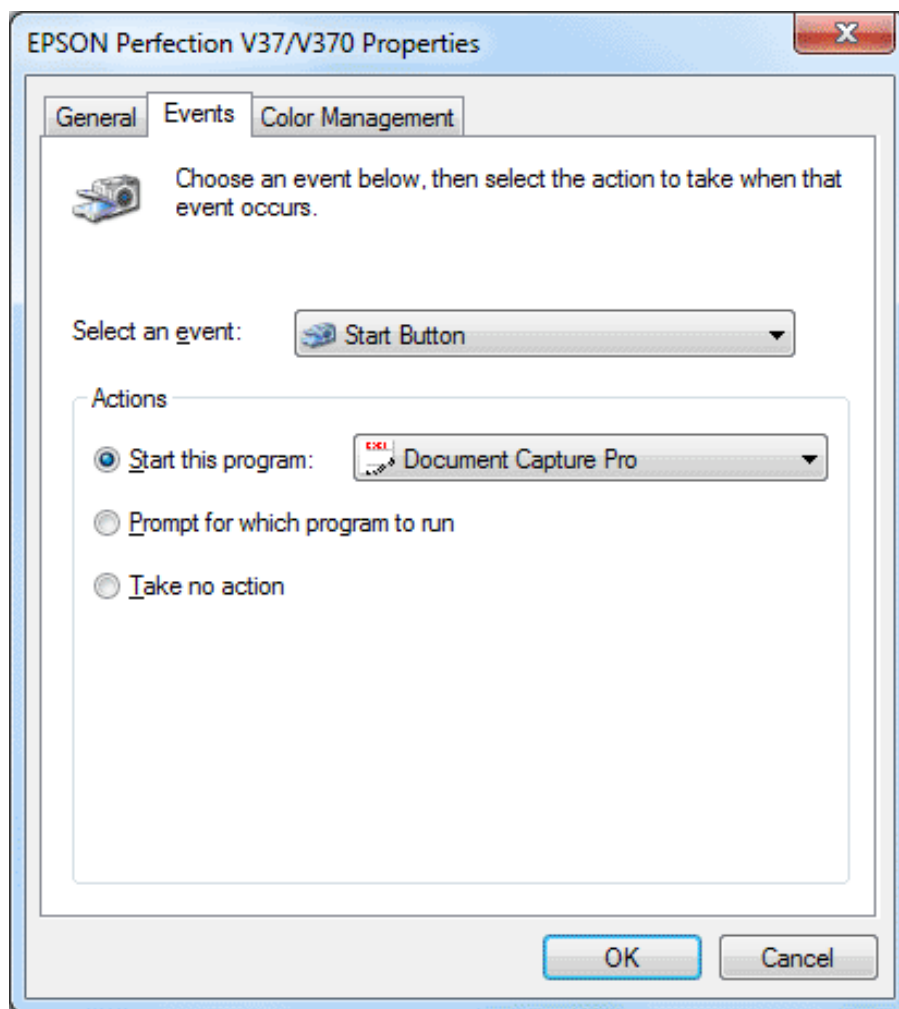 EPSON Perfection V37/V370 Properties
General Events Color Management
Choose an event below, then select the action to take when that
event occurs.
Select an event: Start Button
Actions
Start this program: Document Capture Pro
Prompt for which program to run
Take no action
OK Cancel